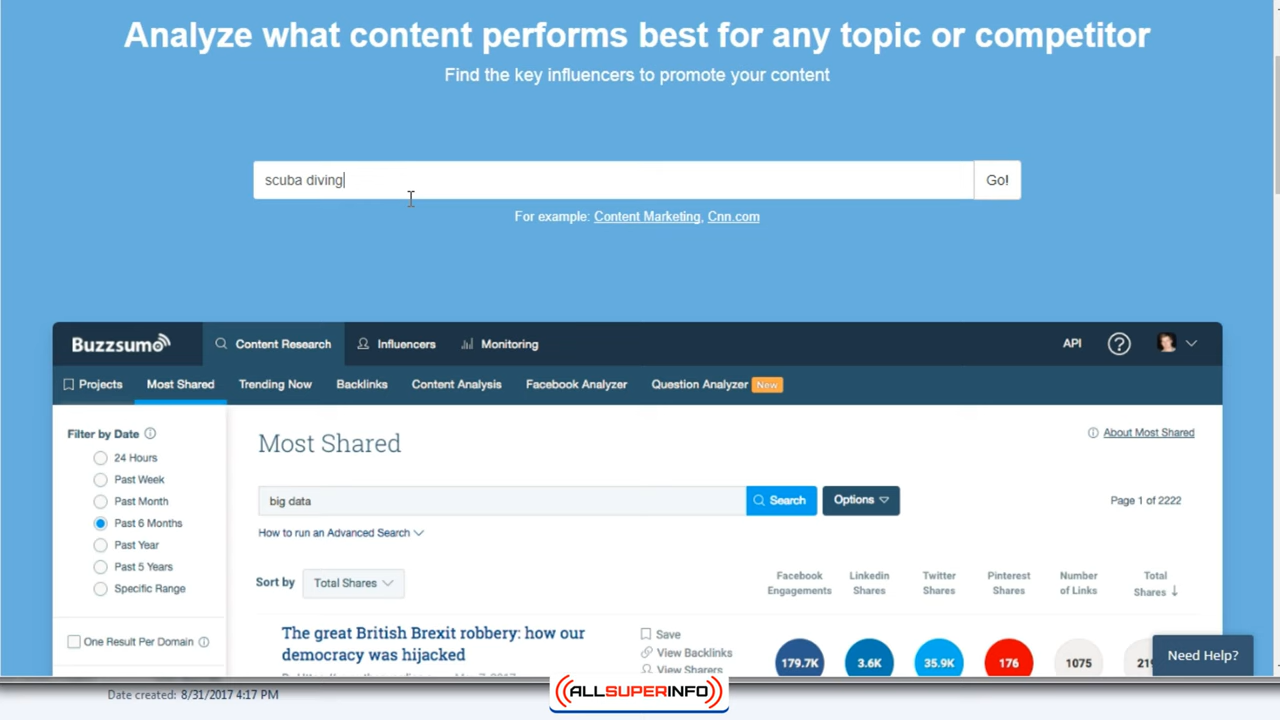 Analyze what content performs best for any topic or competitor
Find the key influencers to promote your content
scuba diving
Go!
For example: Content Marketing, Cnn.com
Buzzsumo
Content Research
Influencers
Monitoring
API
?
Projects
Most Shared
Trending Now
Backlinks
Content Analysis
Facebook Analyzer
Question Analyzer New
Filter by Date
24 Hours
Past Week
Past Month
Past 6 Months
Past Year
Past 5 Years
Specific Range
One Result Per Domain
Most Shared
About Most Shared
big data
Search
Options
Page 1 of 2222
How to run an Advanced Search
Sort by
Total Shares
Facebook Engagements
Linkedin Shares
Twitter Shares
Pinterest Shares
Number of Links
Total Shares
The great British Brexit robbery: how our
democracy was hijacked
Save
View Backlinks
View Sharers
179.7K
3.6K
35.9K
176
1075
Need Help?
Date created: 8/31/2017 4:17 PM
ALLSUPERINFO